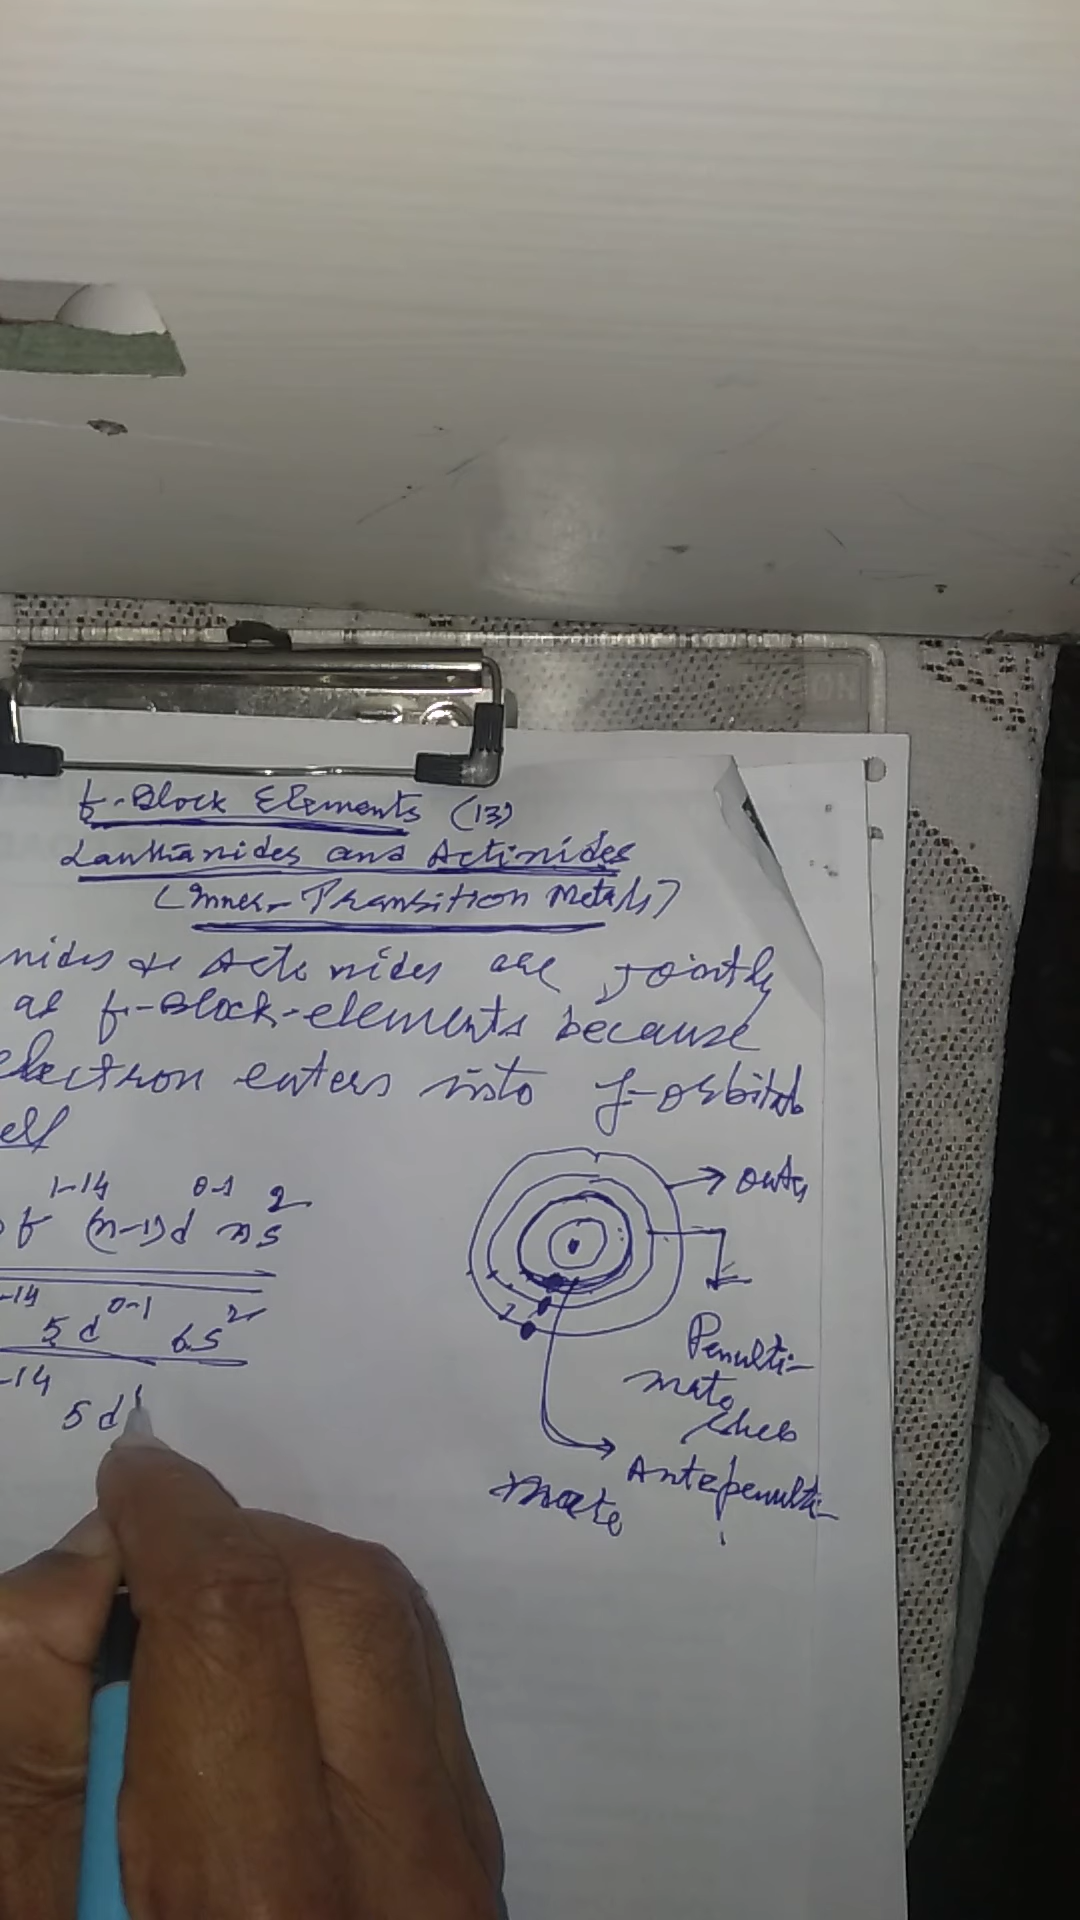 f-Block Elements (13)
Lanthanides and Actinides
(Inner-Transition Metals)
nides & Actinides are jointly
as f-Block-elements because
electron enters into f-orbitals
ell
1-14 0-1 2
f (n-1)d ns
-14 5d^0-1 6s^2
-14 5d^1
outer
Penulti-
mate
shell
Antepenulti-
mate